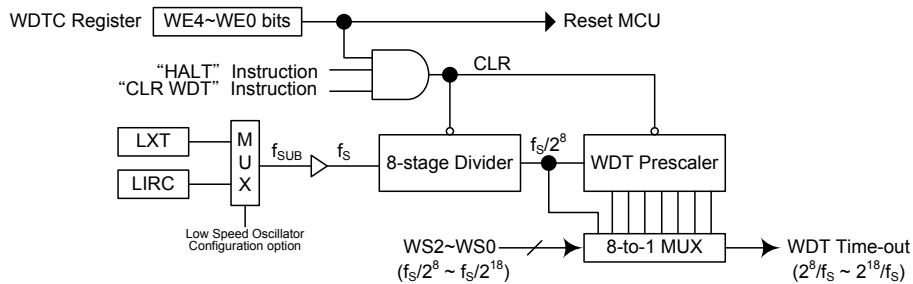 WDTC Register WE4~WE0 bits Reset MCU
CLR
“HALT” Instruction
“CLR WDT” Instruction
LXT
LIRC
M
U
X
fSUB
fS
8-stage Divider
fS/2^8
WDT Prescaler
Low Speed Oscillator
Configuration option
WS2~WS0
(fS/2^8 ~ fS/2^18)
8-to-1 MUX
WDT Time-out
(2^8/fS ~ 2^18/fS)